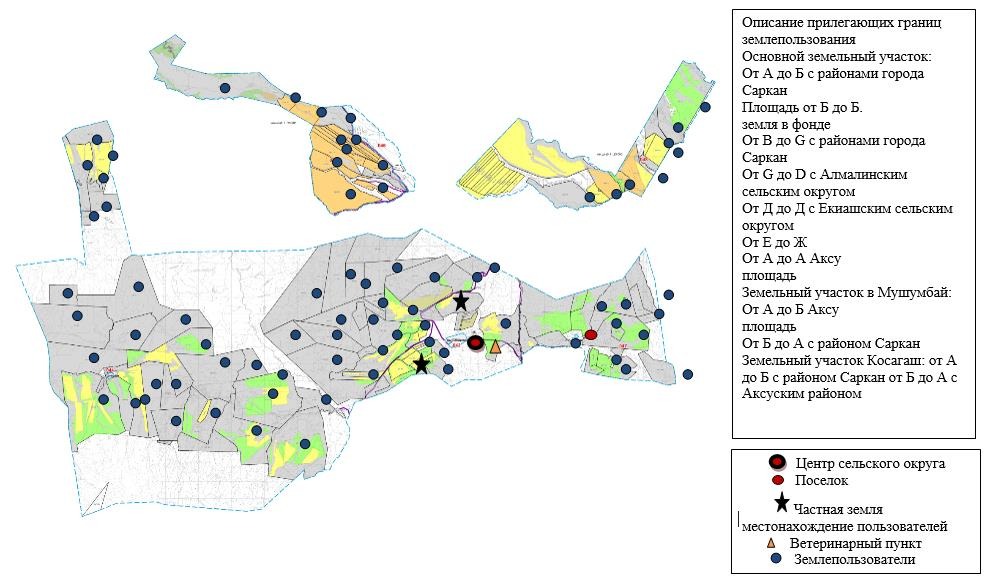 Описание прилегающих границ
землепользования
Основной земельный участок:
От А до Б с районами города
Саркан
Площадь от Б до Б.
земля в фонде
От В до G с районами города
Саркан
От G до D с Алмалинским
сельским округом
От Д до Д с Екиашским сельским
округом
От Е до Ж
От А до А Аксу
площадь
Земельный участок в Мушумбай:
От А до Б Аксу
площадь
От Б до А с районом Саркан
Земельный участок Косагаш: от А
до Б с районом Саркан от Б до А с
Аксуским районом
Центр сельского округа
Поселок
Частная земля
местонахождение пользователей
Ветеринарный пункт
Землепользователи